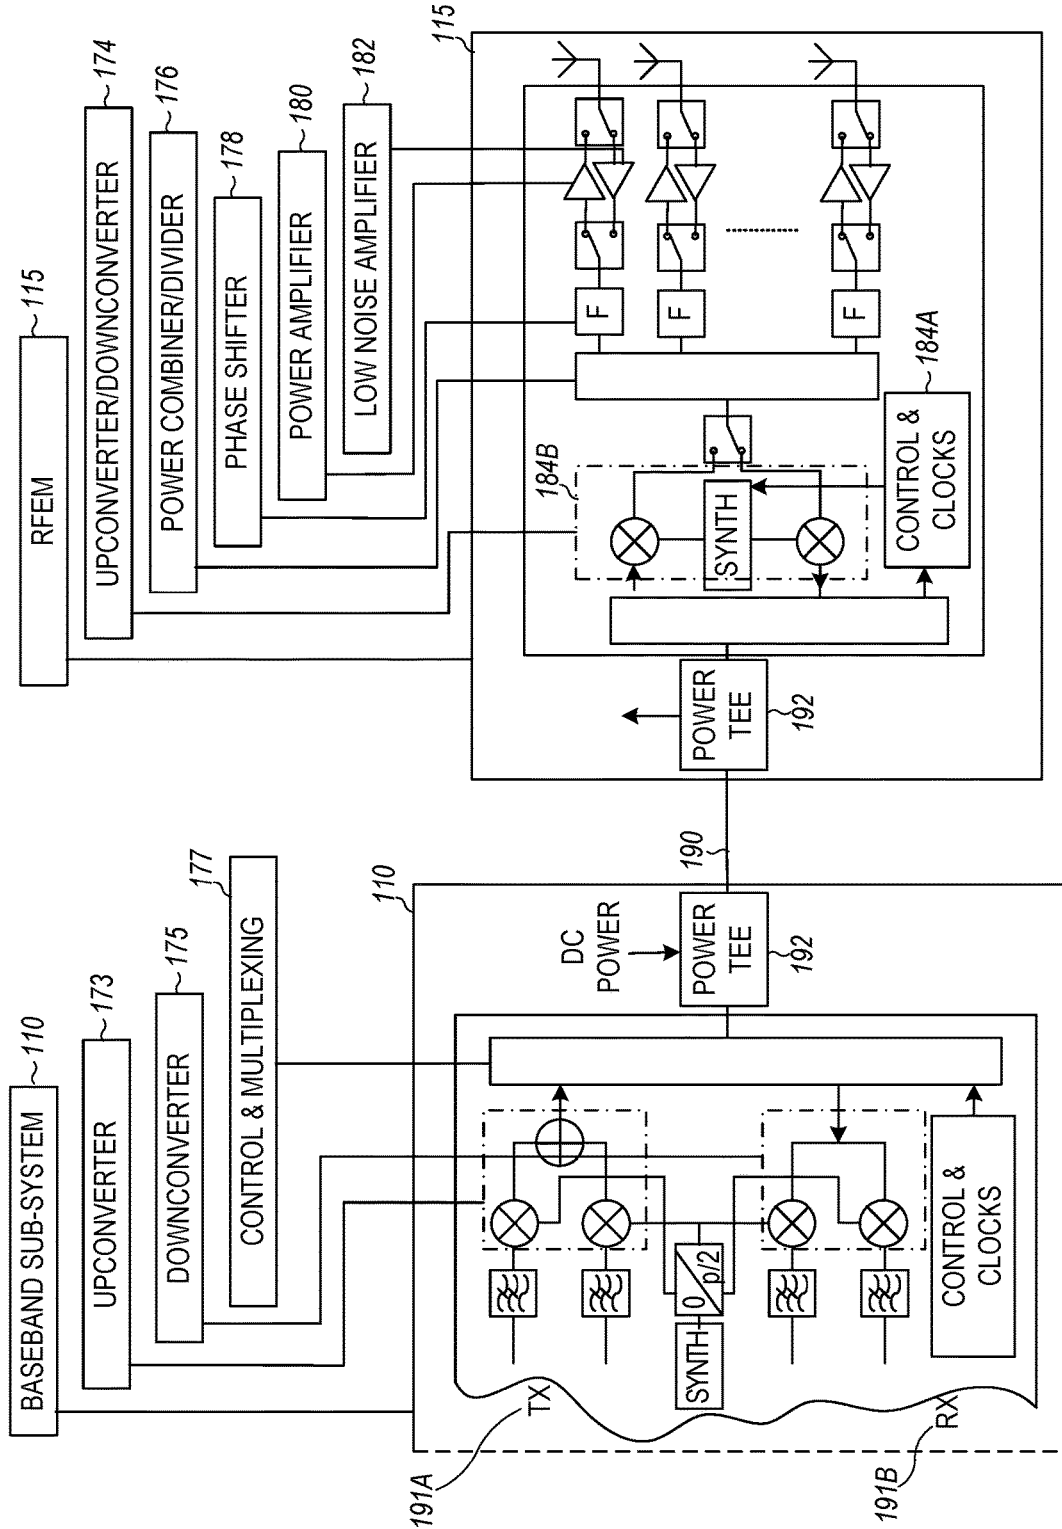 BASEBAND SUB-SYSTEM
110
UPCONVERTER
173
DOWNCONVERTER
175
CONTROL & MULTIPLEXING
177
110
RFEM
115
UPCONVERTER/DOWNCONVERTER
174
POWER COMBINER/DIVIDER
176
PHASE SHIFTER
178
POWER AMPLIFIER
180
LOW NOISE AMPLIFIER
182
115
191A
TX
SYNTH
0
p/2
191B
RX
CONTROL &
CLOCKS
DC
POWER
POWER
TEE
192
190
POWER
TEE
192
184B
SYNTH
CONTROL &
CLOCKS
184A
F
F
F